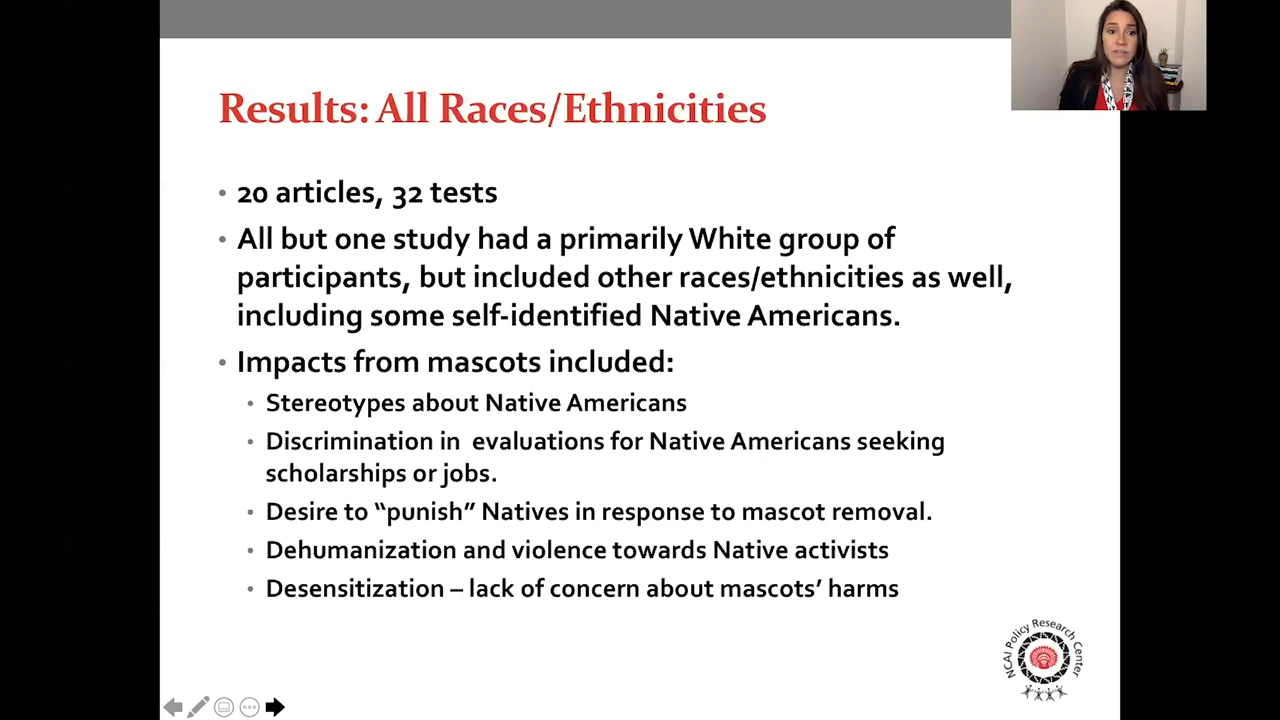 Results: All Races/Ethnicities
• 20 articles, 32 tests
• All but one study had a primarily White group of
participants, but included other races/ethnicities as well,
including some self-identified Native Americans.
• Impacts from mascots included:
• Stereotypes about Native Americans
• Discrimination in evaluations for Native Americans seeking
scholarships or jobs.
• Desire to “punish” Natives in response to mascot removal.
• Dehumanization and violence towards Native activists
• Desensitization – lack of concern about mascots’ harms
NCAI Policy Research Center